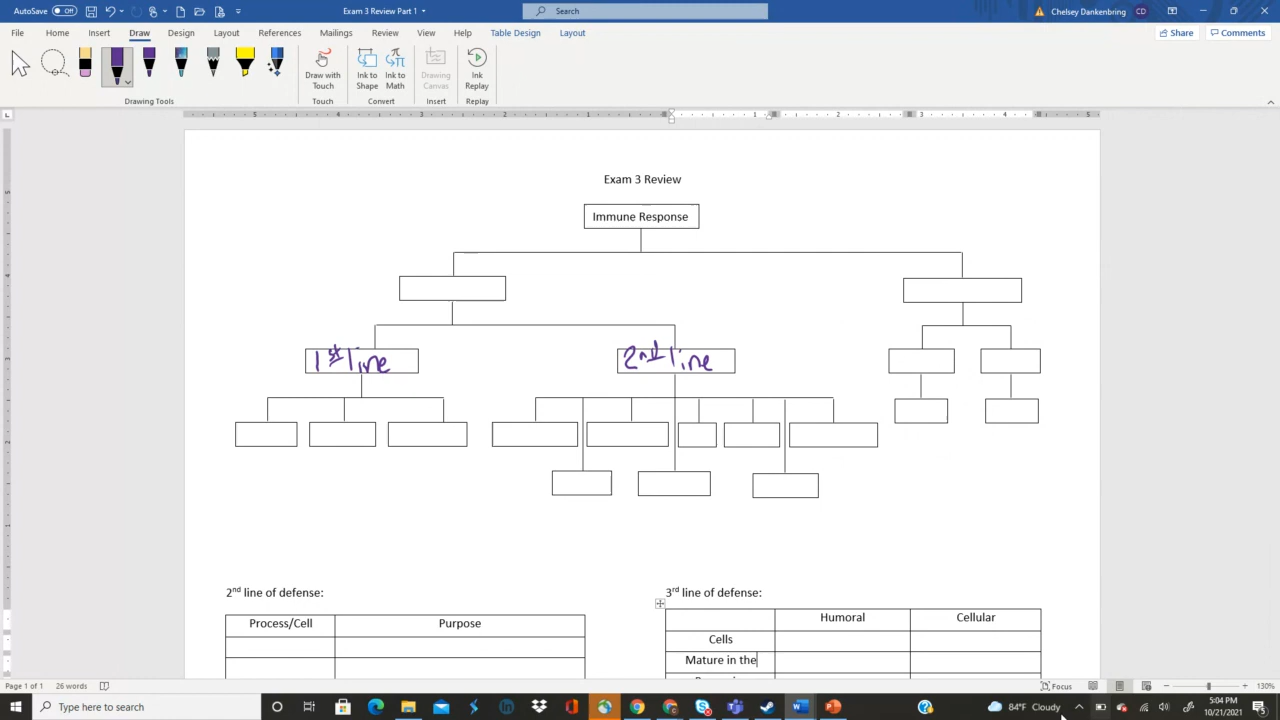 AutoSave Off
Exam 3 Review Part 1
Search
Chelsey Dankenbring CD
File Home Insert Draw Design Layout References Mailings Review View Help Table Design Layout
Share Comments
Draw with Touch
Ink to Shape
Ink to Math
Drawing Canvas
Ink Replay
Drawing Tools Touch Convert Insert Replay
Exam 3 Review
Immune Response
1st line
2nd line
2nd line of defense:
Process/Cell Purpose
3rd line of defense:
Humoral Cellular
Cells
Mature in the
Page 1 of 1 26 words
Focus 130%
Type here to search
84°F Cloudy
5:04 PM
10/21/2021